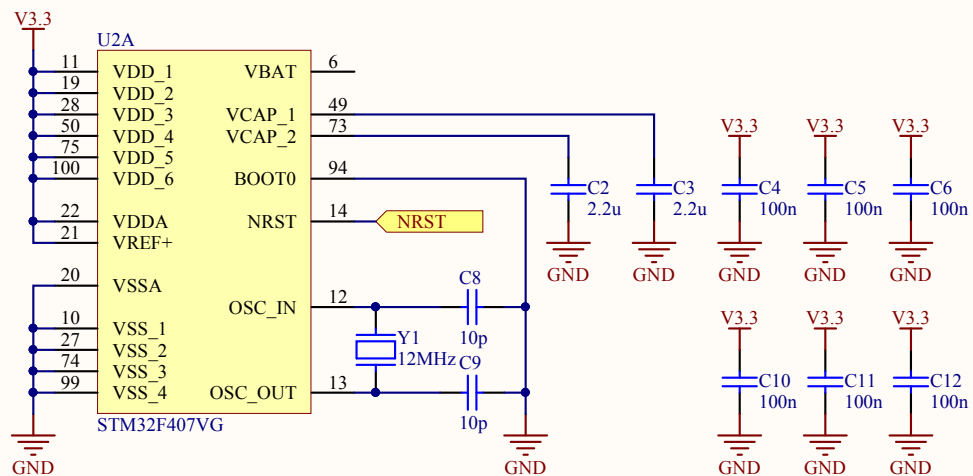 V3.3
U2A
11 VDD_1 VBAT 6
19 VDD_2
28 VDD_3 VCAP_1 49
50 VDD_4 VCAP_2 73
75 VDD_5
100 VDD_6 BOOT0 94
22 VDDA NRST 14 NRST
21 VREF+
20 VSSA
OSC_IN 12
10 VSS_1
27 VSS_2
74 VSS_3
99 VSS_4 OSC_OUT 13
STM32F407VG
GND
C8
10p
Y1
12MHz
C9
10p
GND
C2
2.2u
GND
C3
2.2u
GND
V3.3
C4
100n
GND
V3.3
C5
100n
GND
V3.3
C6
100n
GND
V3.3
C10
100n
GND
V3.3
C11
100n
GND
V3.3
C12
100n
GND